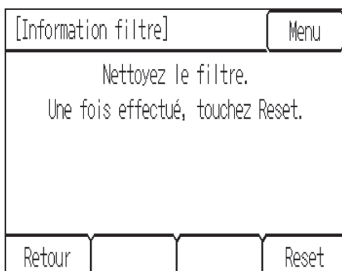 [Information filtre] Menu
Nettoyez le filtre.
Une fois effectué, touchez Reset.
Retour Reset